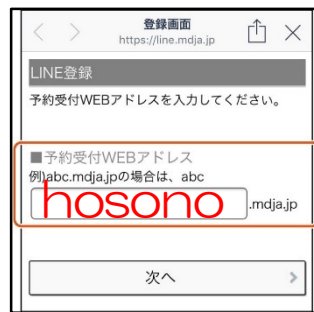 登録画面
https://line.mdja.jp
LINE登録
予約受付WEBアドレスを入力してください。
■予約受付WEBアドレス
例)abc.mdja.jpの場合は、abc
hosono .mdja.jp
次へ